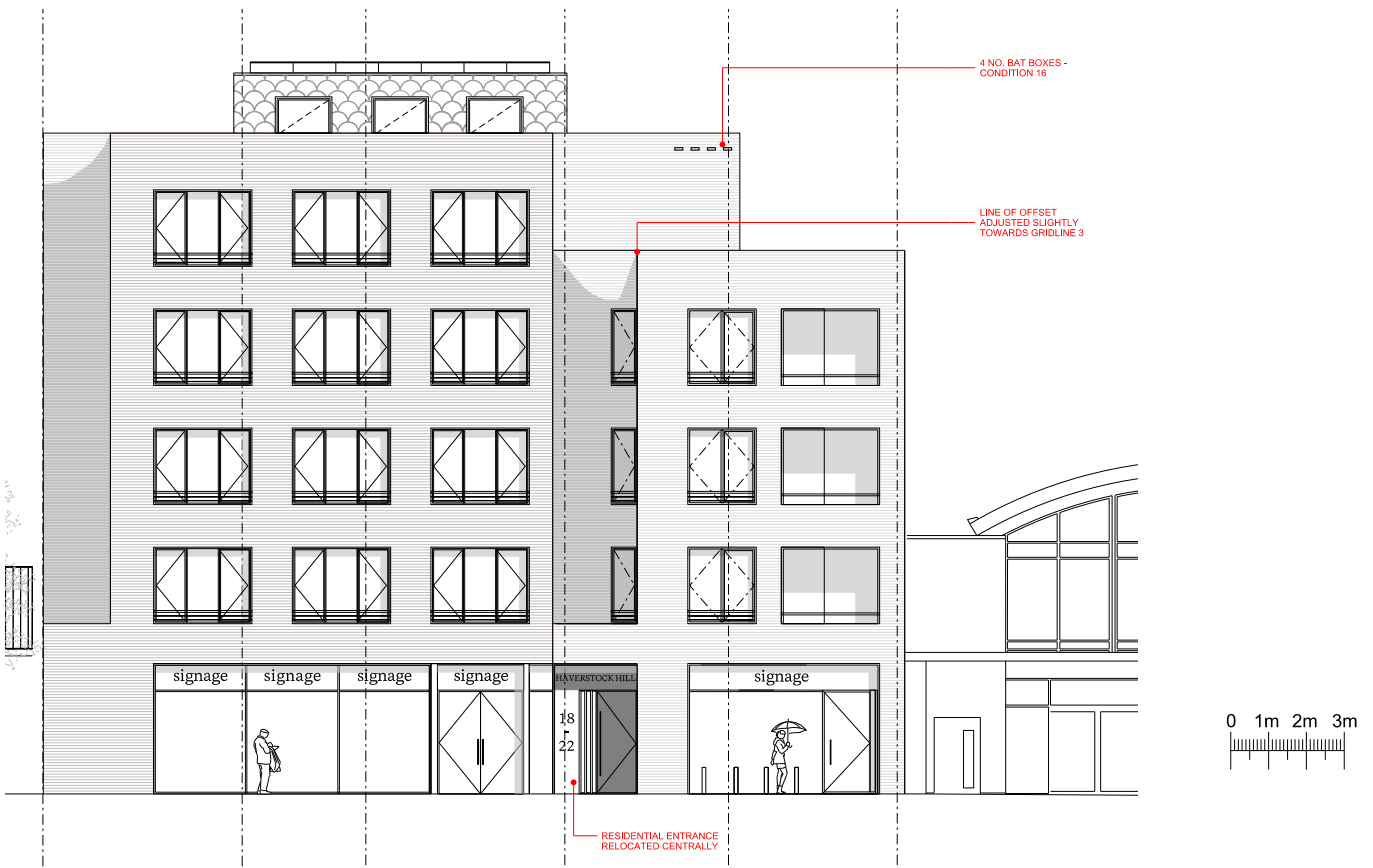 4 NO. BAT BOXES -
CONDITION 16
LINE OF OFFSET
ADJUSTED SLIGHTLY
TOWARDS GRIDLINE 3
signage signage signage signage
HAVERSTOCK HILL
signage
18
-
22
0 1m 2m 3m
RESIDENTIAL ENTRANCE
RELOCATED CENTRALLY